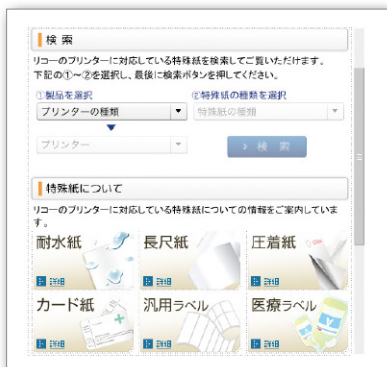 検 索
リコーのプリンターに対応している特殊紙を検索してご覧いただけます。
下記の①～②を選択し、最後に検索ボタンを押してください。
①製品を選択 ②特殊紙の種類を選択
プリンターの種類 特殊紙の種類
プリンター 検 索
特殊紙について
リコーのプリンターに対応している特殊紙についての情報をご案内していま
す。
耐水紙 長尺紙 圧着紙
詳細 詳細 詳細
カード紙 汎用ラベル 医療ラベル
詳細 詳細 詳細